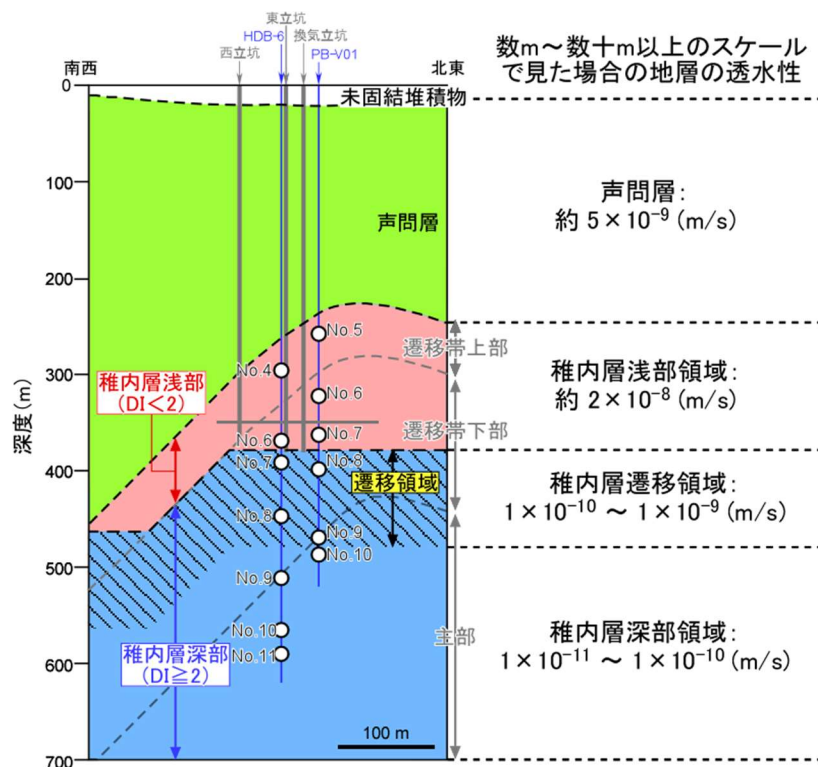 東立坑
HDB-6
換気立坑
西立坑
PB-V01
南西
北東
数m～数十m以上のスケール
で見た場合の地層の透水性
0
未固結堆積物
100
声問層:
約 5×10⁻⁹ (m/s)
声問層
200
No.5
300
遷移帯上部
No.4
稚内層浅部
(DI<2)
No.6
稚内層浅部領域:
約 2×10⁻⁸ (m/s)
深度(m)
No.6
No.7
遷移帯下部
400
No.7
No.8
遷移領域
稚内層遷移領域:
1×10⁻¹⁰ ～ 1×10⁻⁹ (m/s)
No.8
No.9
No.10
500
No.9
No.10
主部
600
No.11
稚内層深部
(DI≧2)
稚内層深部領域:
1×10⁻¹¹ ～ 1×10⁻¹⁰ (m/s)
100 m
700